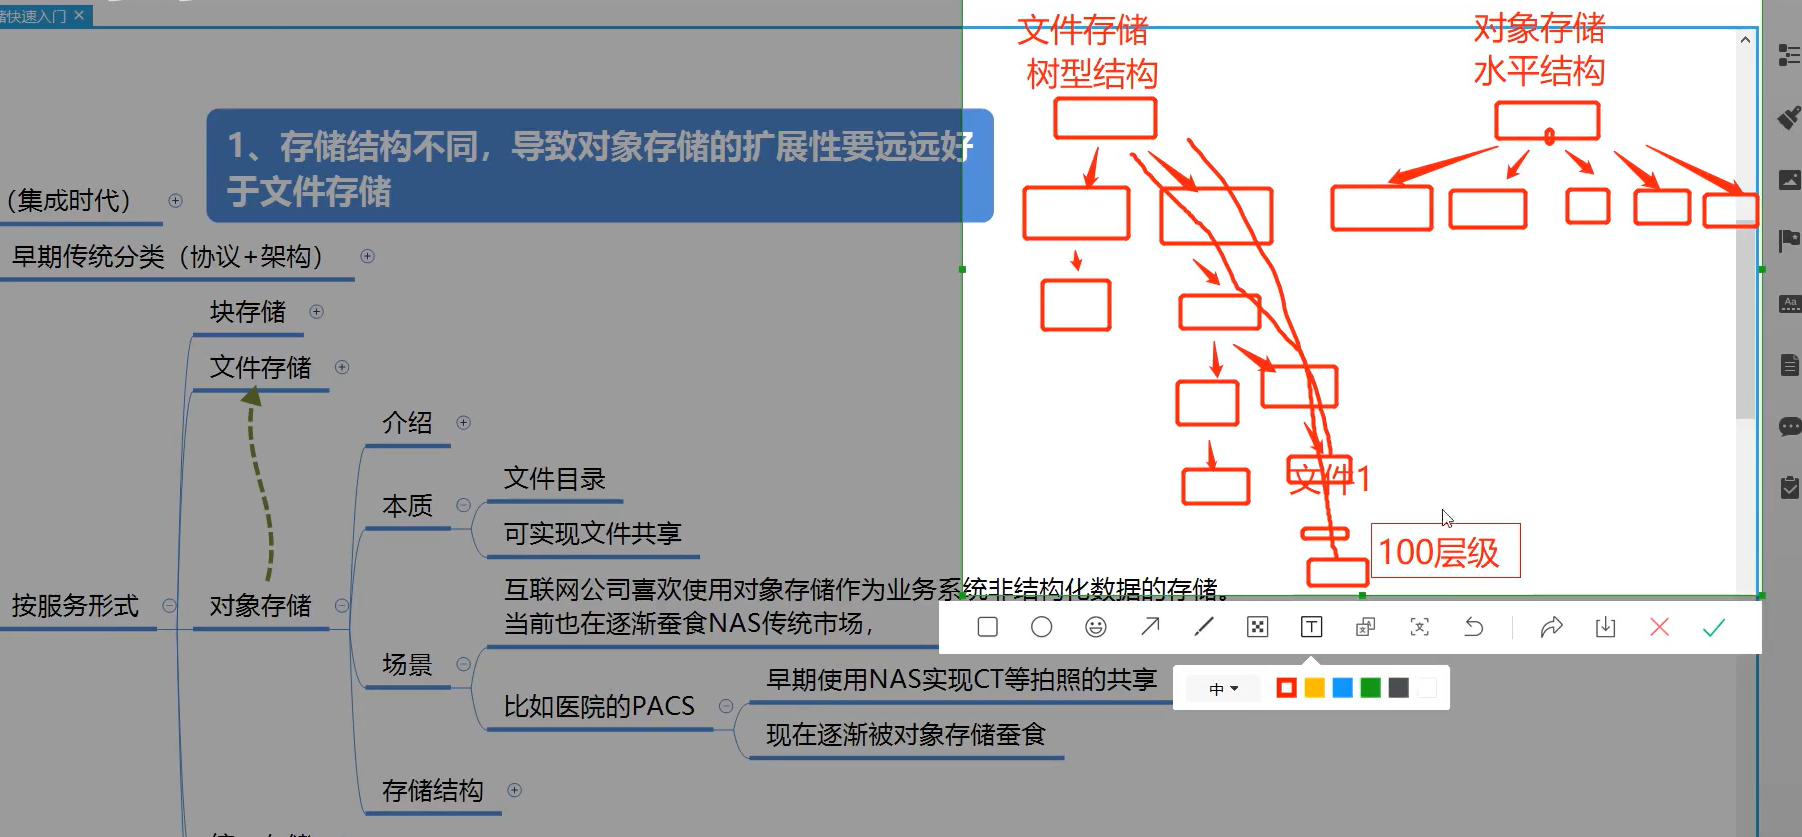 储快速入门
文件存储
树型结构
对象存储
水平结构
1、存储结构不同，导致对象存储的扩展性要远远好
于文件存储
（集成时代）
早期传统分类（协议+架构）
块存储
文件存储
介绍
本质
文件目录
可实现文件共享
文件1
100层级
按服务形式
对象存储
互联网公司喜欢使用对象存储作为业务系统非结构化数据的存储。
当前也在逐渐蚕食NAS传统市场，
场景
比如医院的PACS
早期使用NAS实现CT等拍照的共享
现在逐渐被对象存储蚕食
存储结构
中